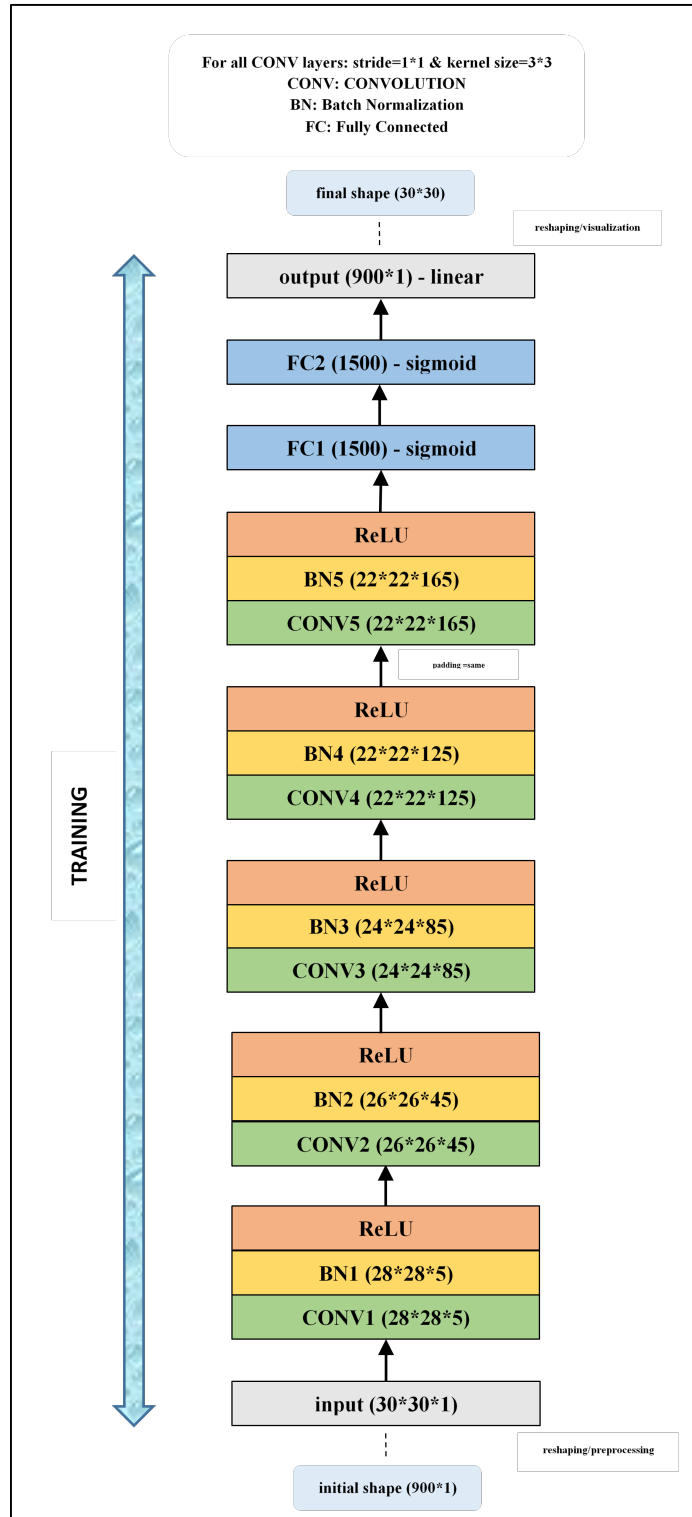 For all CONV layers: stride=1*1 & kernel size=3*3
CONV: CONVOLUTION
BN: Batch Normalization
FC: Fully Connected
final shape (30*30)
reshaping/visualization
output (900*1) - linear
FC2 (1500) - sigmoid
FC1 (1500) - sigmoid
ReLU
BN5 (22*22*165)
CONV5 (22*22*165)
padding =same
ReLU
BN4 (22*22*125)
CONV4 (22*22*125)
TRAINING
ReLU
BN3 (24*24*85)
CONV3 (24*24*85)
ReLU
BN2 (26*26*45)
CONV2 (26*26*45)
ReLU
BN1 (28*28*5)
CONV1 (28*28*5)
input (30*30*1)
reshaping/preprocessing
initial shape (900*1)